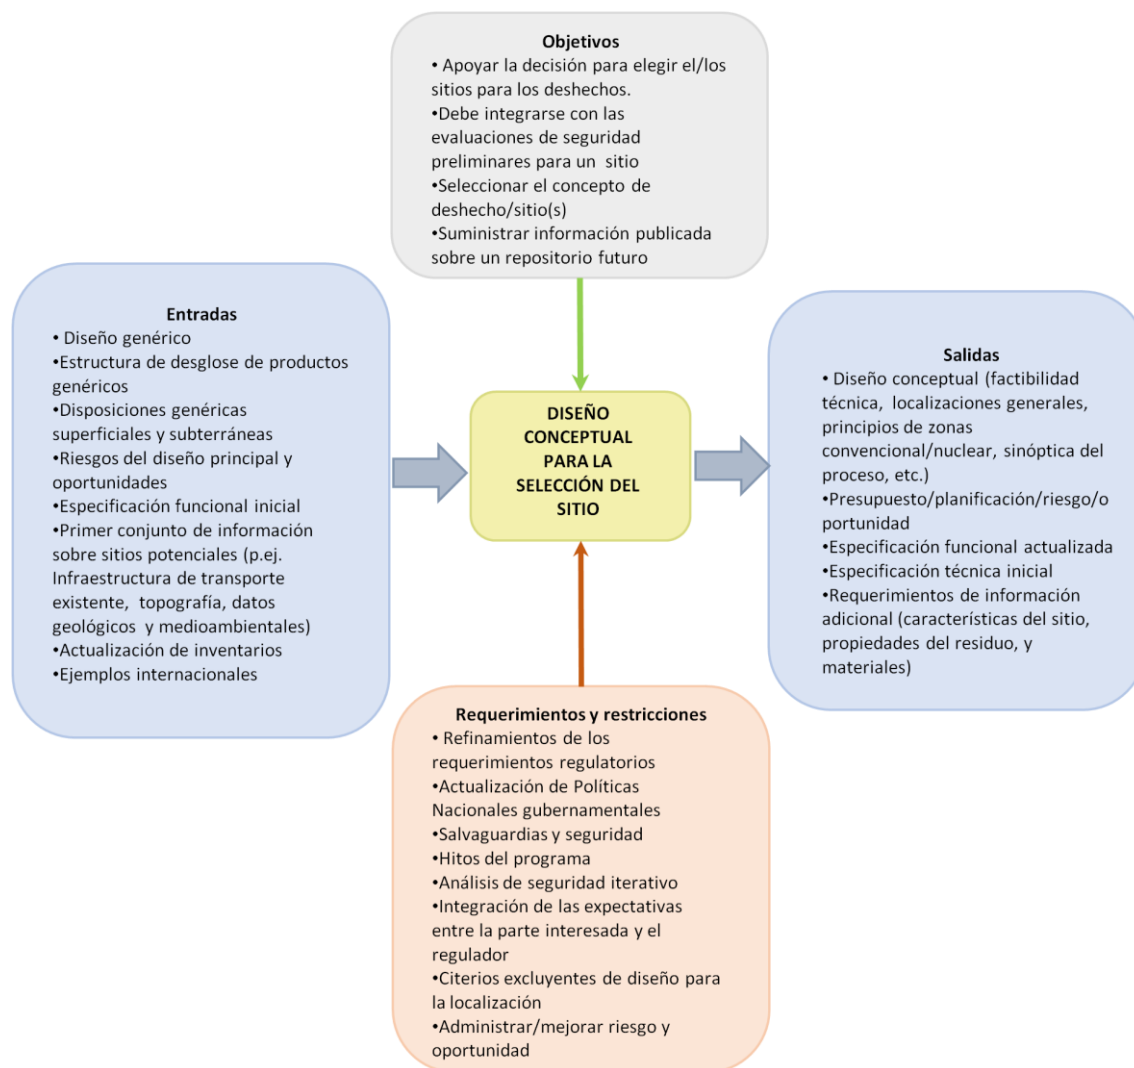 Objetivos
• Apoyar la decisión para elegir el/los
sitios para los deshechos.
•Debe integrarse con las
evaluaciones de seguridad
preliminares para un sitio
•Seleccionar el concepto de
deshecho/sitio(s)
•Suministrar información publicada
sobre un repositorio futuro
Entradas
• Diseño genérico
•Estructura de desglose de productos
genéricos
•Disposiciones genéricas
superficiales y subterráneas
•Riesgos del diseño principal y
oportunidades
•Especificación funcional inicial
•Primer conjunto de información
sobre sitios potenciales (p.ej.
Infraestructura de transporte
existente, topografía, datos
geológicos y medioambientales)
•Actualización de inventarios
•Ejemplos internacionales
DISEÑO
CONCEPTUAL
PARA LA
SELECCIÓN DEL
SITIO
Salidas
• Diseño conceptual (factibilidad
técnica, localizaciones generales,
principios de zonas
convencional/nuclear, sinóptica del
proceso, etc.)
•Presupuesto/planificación/riesgo/o
portunidad
•Especificación funcional actualizada
•Especificación técnica inicial
•Requerimientos de información
adicional (características del sitio,
propiedades del residuo, y
materiales)
Requerimientos y restricciones
• Refinamientos de los
requerimientos regulatorios
•Actualización de Políticas
Nacionales gubernamentales
•Salvaguardias y seguridad
•Hitos del programa
•Análisis de seguridad iterativo
•Integración de las expectativas
entre la parte interesada y el
regulador
•Citerios excluyentes de diseño para
la localización
•Administrar/mejorar riesgo y
oportunidad